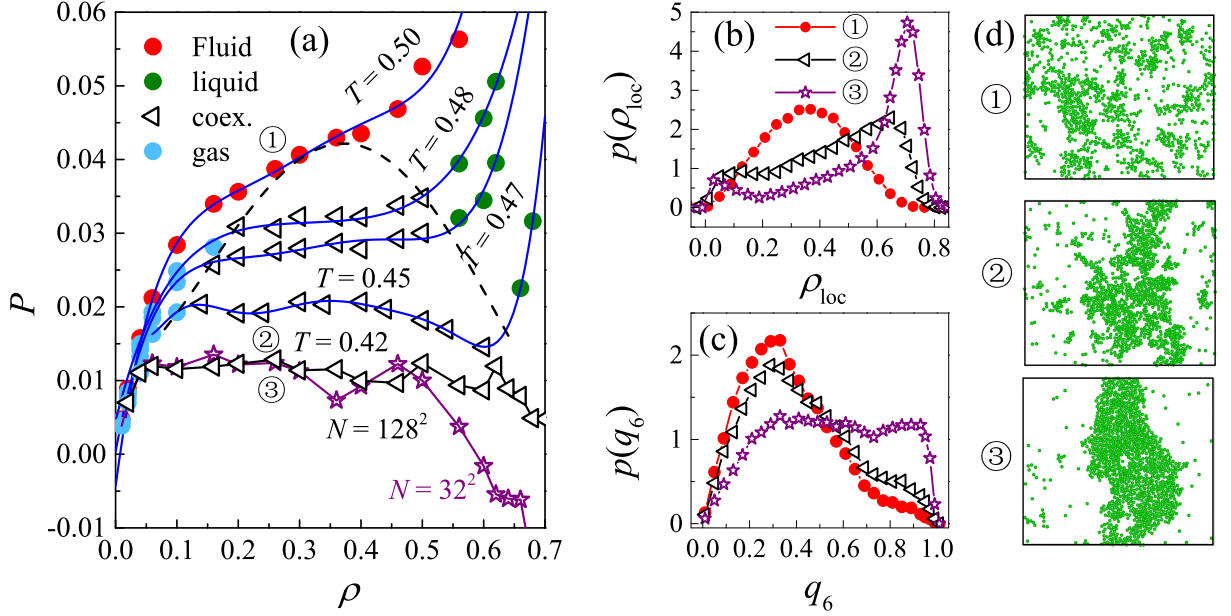 (a)
P
0.06
0.05
0.04
0.03
0.02
0.01
0.00
-0.01
Fluid
liquid
coex.
gas
T = 0.50
T = 0.48
T = 0.47
T = 0.45
T = 0.42
①
②
③
N = 128²
N = 32²
0.0 0.1 0.2 0.3 0.4 0.5 0.6 0.7
ρ
(b)
①
②
③
p(ρ_loc)
5
4
3
2
1
0
0.0 0.2 0.4 0.6 0.8
ρ_loc
(c)
p(q₆)
2
1
0
0.0 0.2 0.4 0.6 0.8 1.0
q₆
(d)
①
②
③